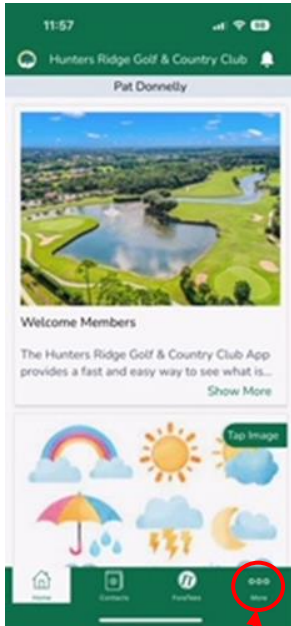 11:57
Hunters Ridge Golf & Country Club
Pat Donnelly
Welcome Members
The Hunters Ridge Golf & Country Club App
provides a fast and easy way to see what is...
Show More
Tap Image
Home
Contacts
ForeTees
More